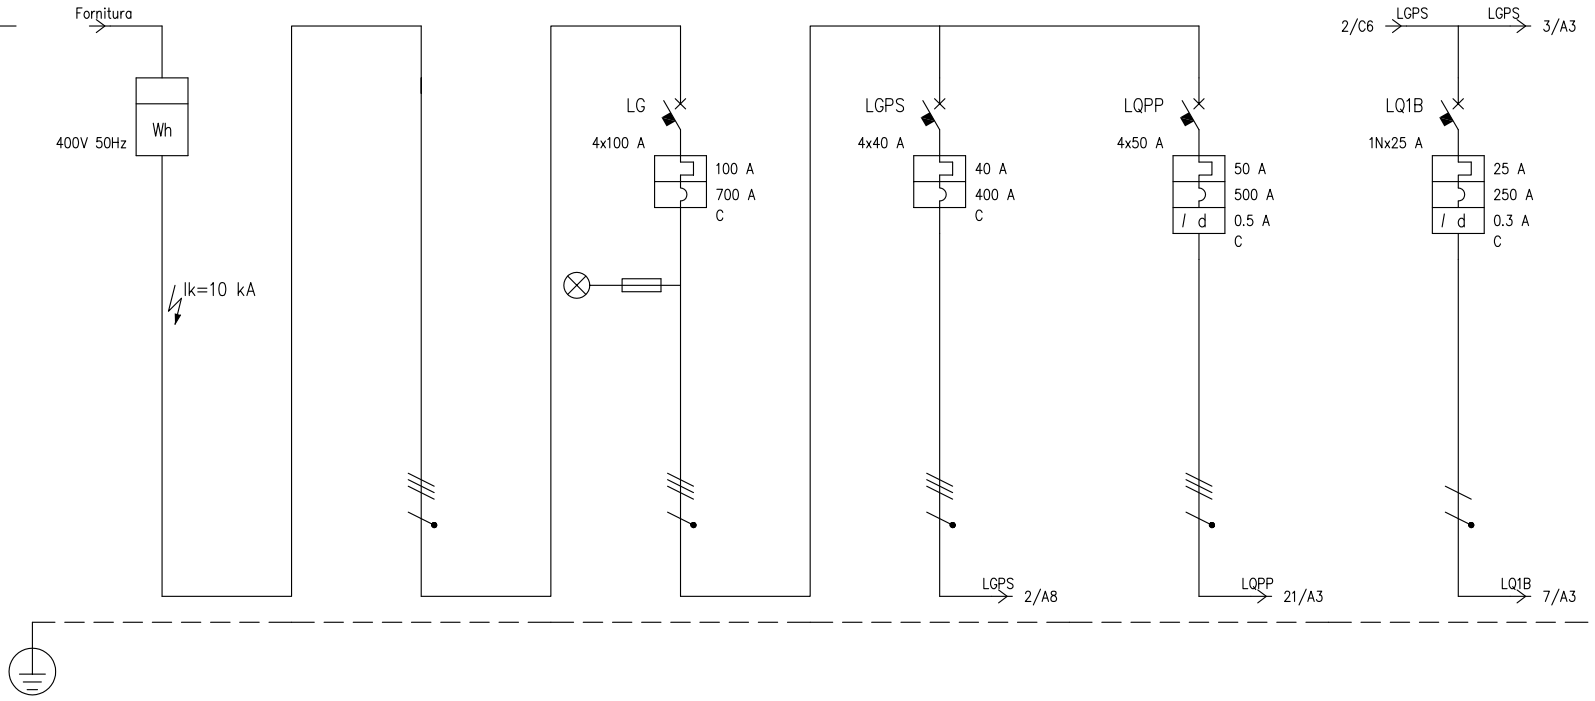 Fornitura
2/C6
LGPS
LGPS
3/A3
400V 50Hz
Wh
Ik=10 kA
LG
4x100 A
100 A
700 A
C
LGPS
4x40 A
40 A
400 A
C
LQPP
4x50 A
50 A
500 A
I d
0.5 A
C
LQ1B
1Nx25 A
25 A
250 A
I d
0.3 A
C
LGPS
2/A8
LQPP
21/A3
LQ1B
7/A3